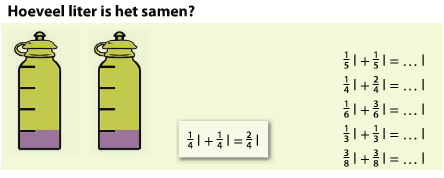 Hoeveel liter is het samen?
1/4 l + 1/4 l = 2/4 l
1/5 l + 1/5 l = ... l
1/4 l + 2/4 l = ... l
1/6 l + 3/6 l = ... l
1/3 l + 1/3 l = ... l
3/8 l + 3/8 l = ... l